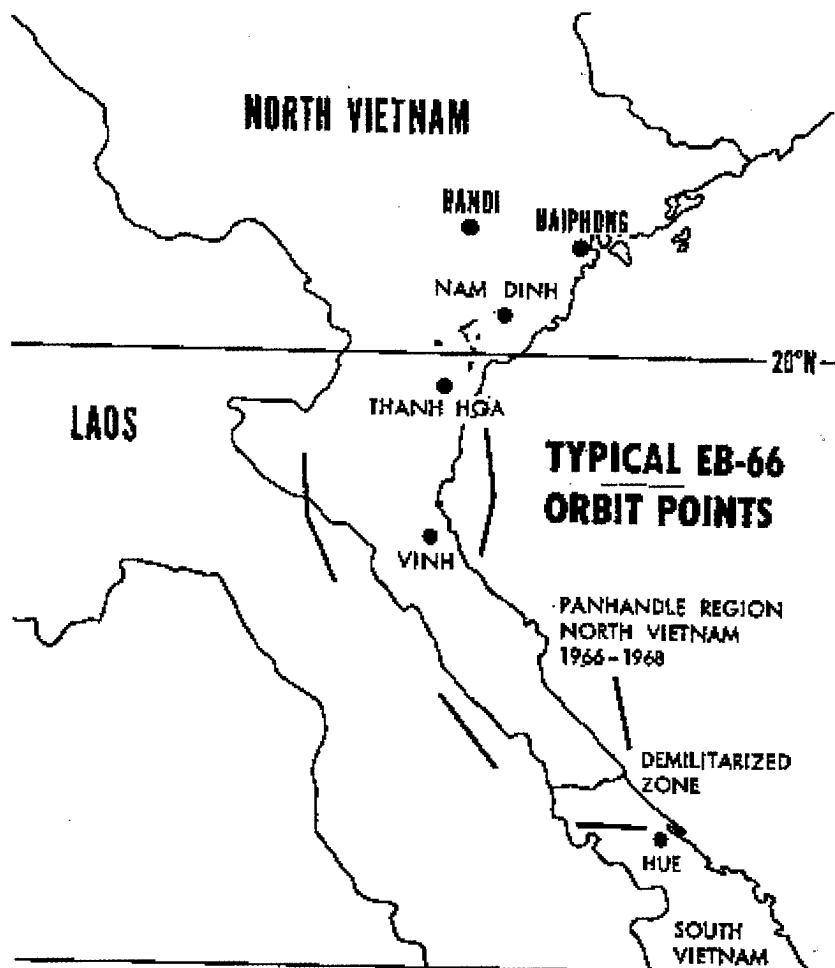 NORTH VIETNAM
HANOI
HAIPHONG
NAM DINH
20°N
THANH HOA
LAOS
TYPICAL EB-66
ORBIT POINTS
VINH
PANHANDLE REGION
NORTH VIETNAM
1966-1968
DEMILITARIZED
ZONE
HUE
SOUTH
VIETNAM